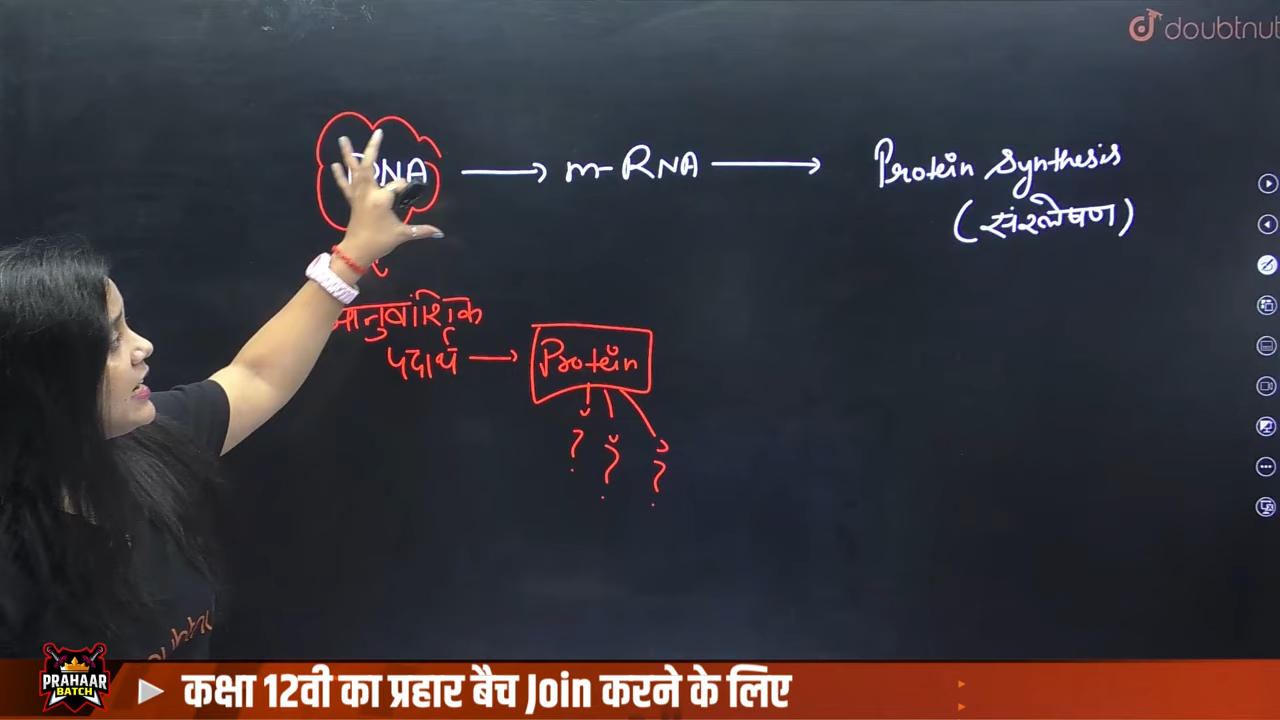 doubtnut
DNA → m-RNA → Protein Synthesis
(संश्लेषण)
आनुवांशिक
पदार्थ → Protein
? ? ?
PRAHAAR
BATCH
कक्षा 12वी का प्रहार बैच Join करने के लिए